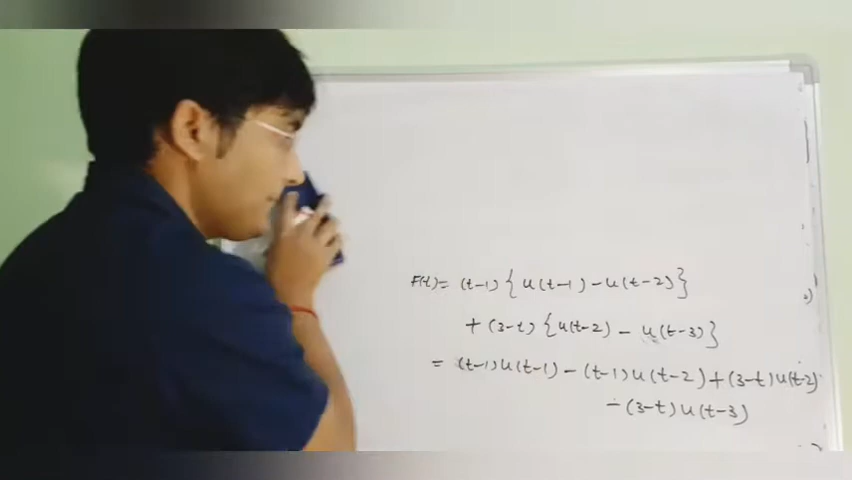 F(t)= (t-1) {u(t-1) - u(t-2)}
+ (3-t) {u(t-2) - u(t-3)}
= (t-1)u(t-1) - (t-1)u(t-2) + (3-t)u(t-2)
- (3-t)u(t-3)